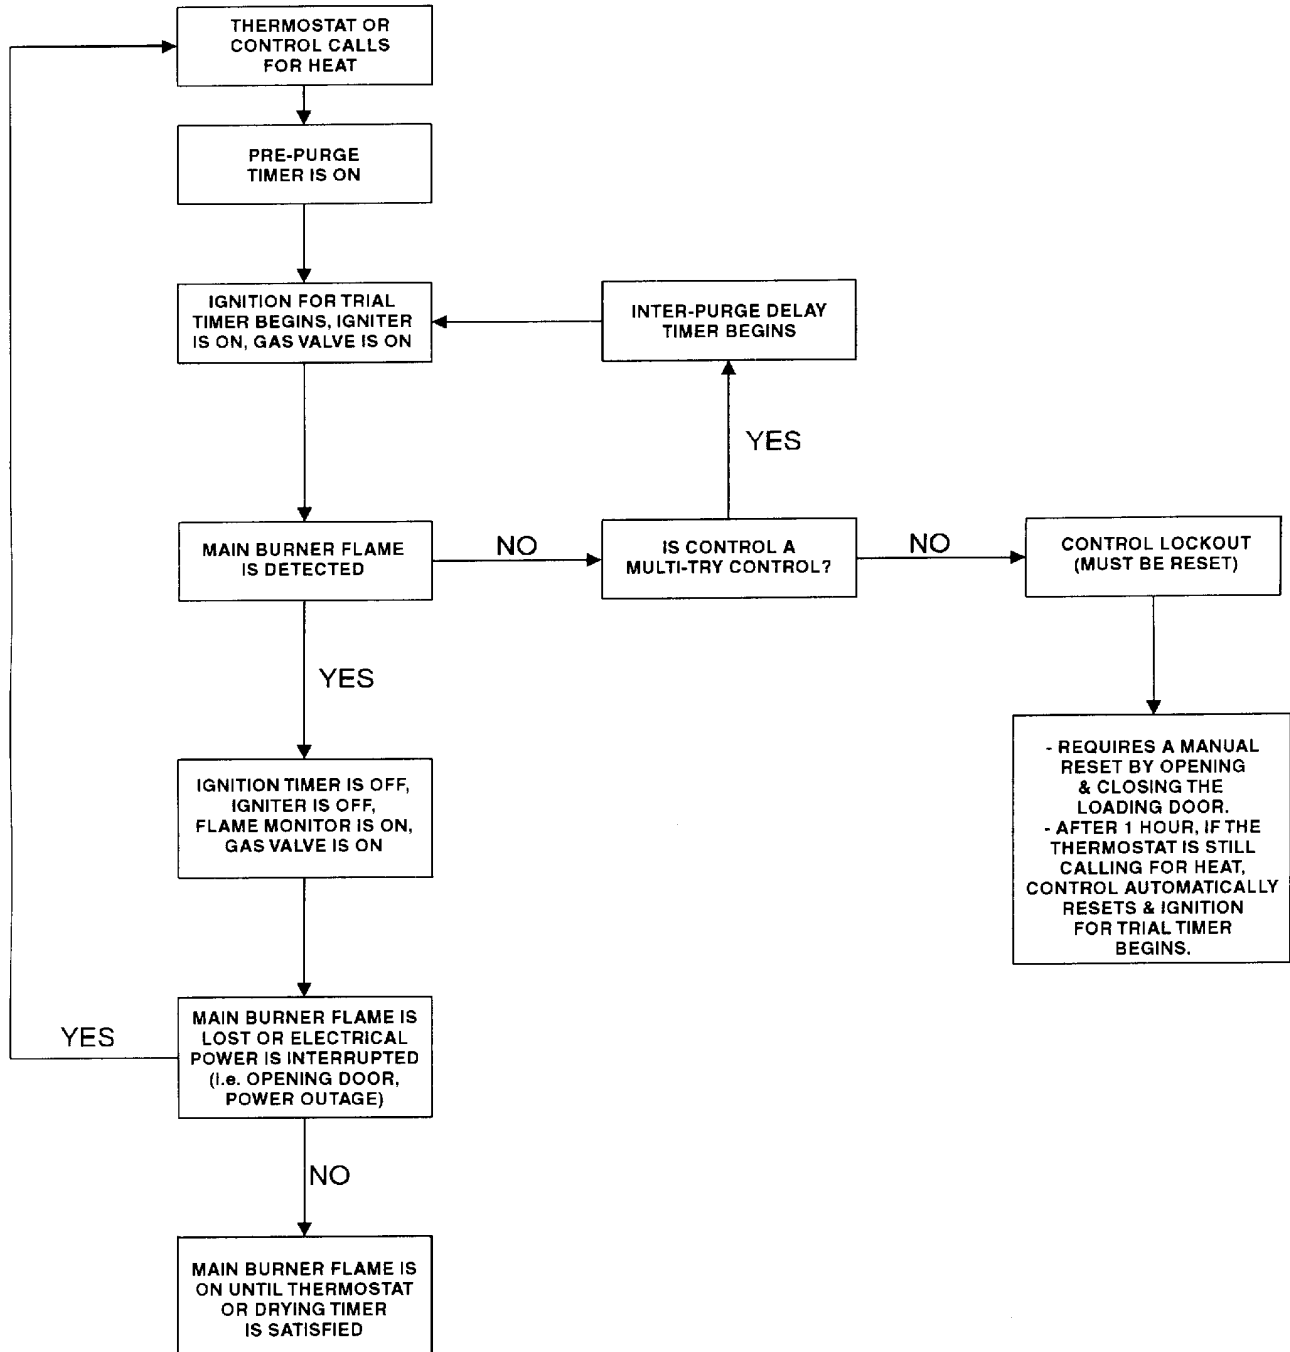 THERMOSTAT OR
CONTROL CALLS
FOR HEAT
PRE-PURGE
TIMER IS ON
IGNITION FOR TRIAL
TIMER BEGINS, IGNITER
IS ON, GAS VALVE IS ON
INTER-PURGE DELAY
TIMER BEGINS
YES
MAIN BURNER FLAME
IS DETECTED
NO
IS CONTROL A
MULTI-TRY CONTROL?
NO
CONTROL LOCKOUT
(MUST BE RESET)
YES
- REQUIRES A MANUAL
RESET BY OPENING
& CLOSING THE
LOADING DOOR.
- AFTER 1 HOUR, IF THE
THERMOSTAT IS STILL
CALLING FOR HEAT,
CONTROL AUTOMATICALLY
RESETS & IGNITION
FOR TRIAL TIMER
BEGINS.
IGNITION TIMER IS OFF,
IGNITER IS OFF,
FLAME MONITOR IS ON,
GAS VALVE IS ON
YES
MAIN BURNER FLAME IS
LOST OR ELECTRICAL
POWER IS INTERRUPTED
(i.e. OPENING DOOR,
POWER OUTAGE)
NO
MAIN BURNER FLAME IS
ON UNTIL THERMOSTAT
OR DRYING TIMER
IS SATISFIED